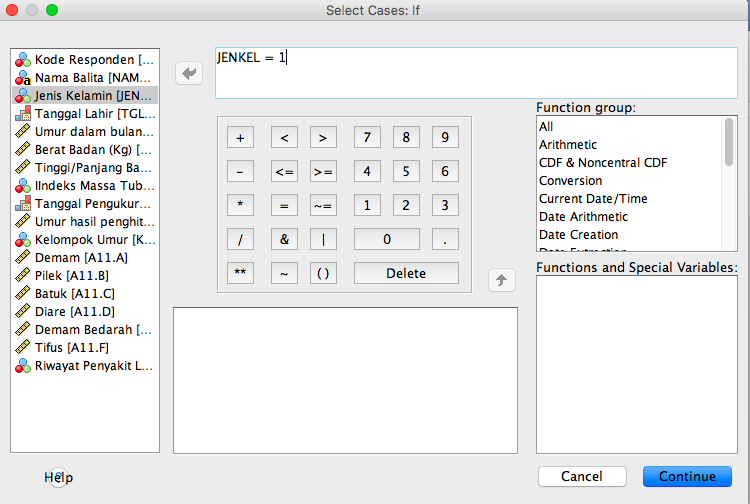 Select Cases: If
Kode Responden [...
Nama Balita [NAM...
Jenis Kelamin [JEN...
Tanggal Lahir [TGL...
Umur dalam bulan...
Berat Badan (Kg) [...
Tinggi/Panjang Ba...
IIndeks Massa Tub...
Tanggal Pengukur...
Umur hasil penghit...
Kelompok Umur [K...
Demam [A11.A]
Pilek [A11.B]
Batuk [A11.C]
Diare [A11.D]
Demam Bedarah [...
Tifus [A11.F]
Riwayat Penyakit L...
JENKEL = 1
+ < > 7 8 9
- <= >= 4 5 6
* = ~= 1 2 3
/ & | 0 .
** ~ ( ) Delete
Function group:
All
Arithmetic
CDF & Noncentral CDF
Conversion
Current Date/Time
Date Arithmetic
Date Creation
Date Extraction
Functions and Special Variables:
Help
Cancel
Continue